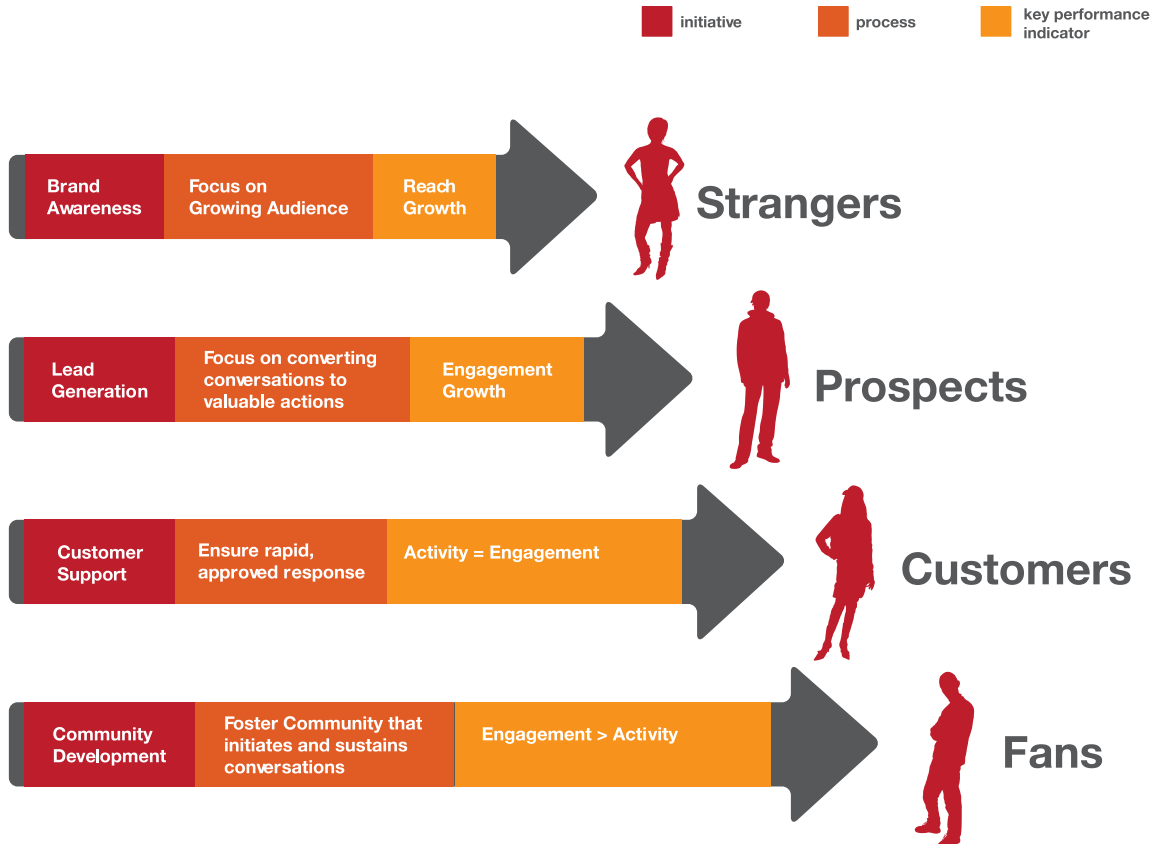 initiative
process
key performance
indicator
Brand
Awareness
Focus on
Growing Audience
Reach
Growth
Strangers
Lead
Generation
Focus on converting
conversations to
valuable actions
Engagement
Growth
Prospects
Customer
Support
Ensure rapid,
approved response
Activity = Engagement
Customers
Community
Development
Foster Community that
initiates and sustains
conversations
Engagement > Activity
Fans